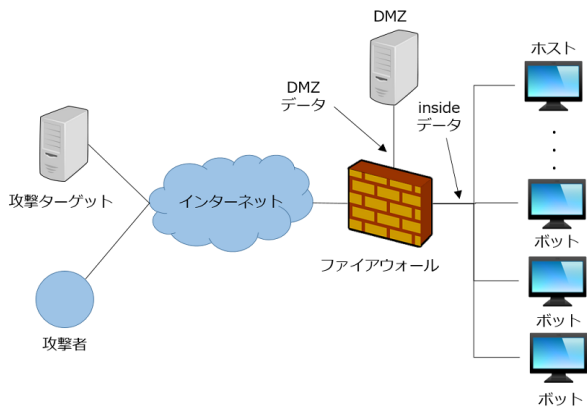 DMZ
ホスト
DMZ
データ
inside
データ
攻撃ターゲット
インターネット
ボット
ファイアウォール
ボット
攻撃者
ボット